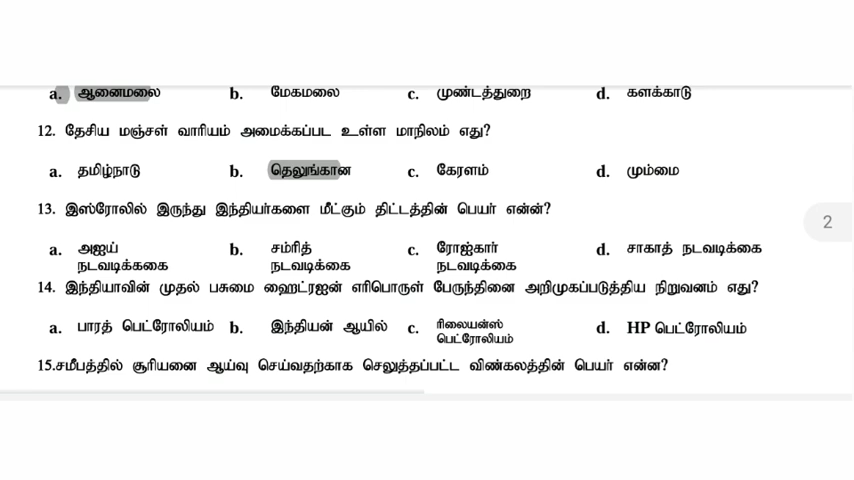 a. ஆனைமலை b. மேகமலை c. முண்டத்துறை d. களக்காடு
12. தேசிய மஞ்சள் வாரியம் அமைக்கப்பட உள்ள மாநிலம் எது?
a. தமிழ்நாடு b. தெலுங்கான c. கேரளம் d. மும்மை
13. இஸ்ரோலில் இருந்து இந்தியர்களை மீட்கும் திட்டத்தின் பெயர் என்ன்?
a. அஜய் நடவடிக்ககை b. சம்ரித் நடவடிக்கை c. ரோஜ்கார் நடவடிக்கை d. சாகாத் நடவடிக்கை
14. இந்தியாவின் முதல் பசுமை ஹைட்ரஜன் எரிபொருள் பேருந்தினை அறிமுகப்படுத்திய நிறுவனம் எது?
a. பாரத் பெட்ரோலியம் b. இந்தியன் ஆயில் c. ரிலையன்ஸ் பெட்ரோலியம் d. HP பெட்ரோலியம்
15.சமீபத்தில் சூரியனை ஆய்வு செய்வதற்காக செலுத்தப்பட்ட விண்கலத்தின் பெயர் என்ன?
2